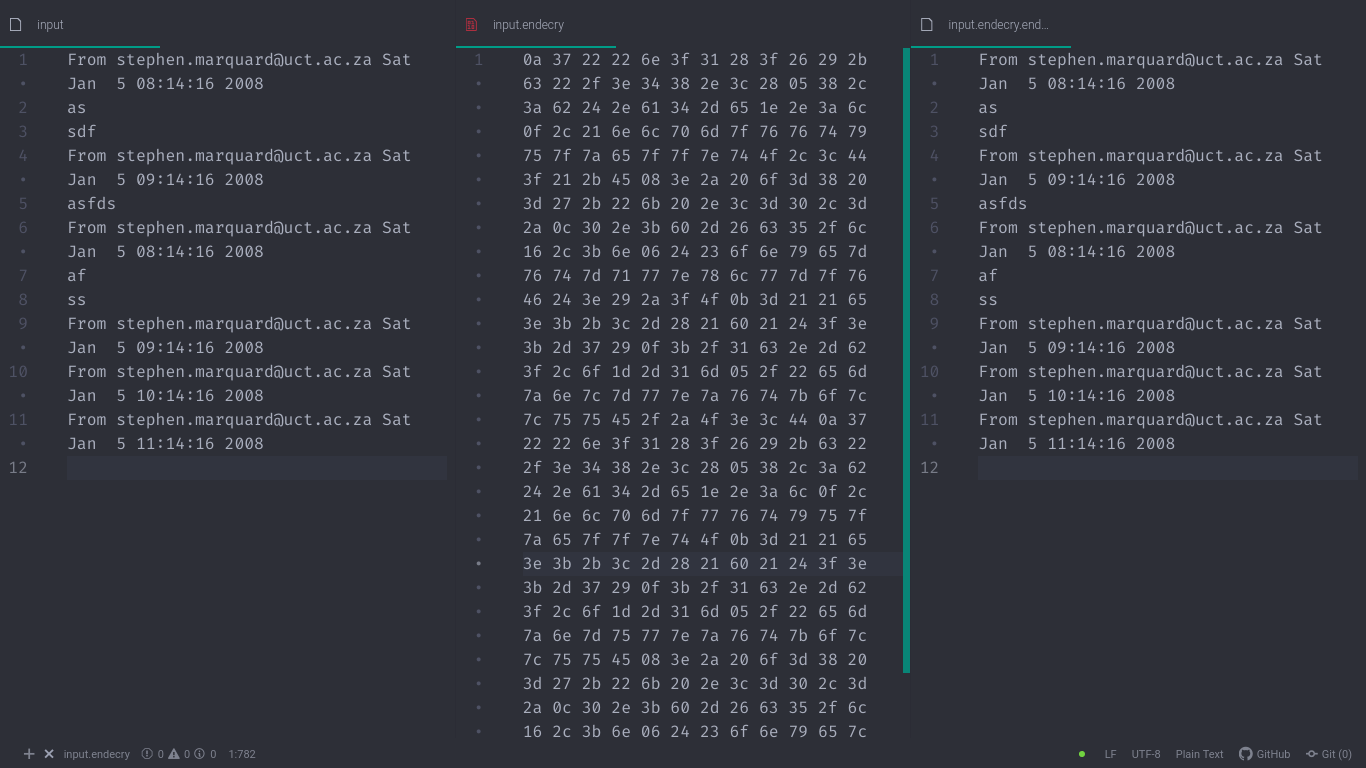 input
1 From stephen.marquard@uct.ac.za Sat
• Jan  5 08:14:16 2008
2 as
3 sdf
4 From stephen.marquard@uct.ac.za Sat
• Jan  5 09:14:16 2008
5 asfds
6 From stephen.marquard@uct.ac.za Sat
• Jan  5 08:14:16 2008
7 af
8 ss
9 From stephen.marquard@uct.ac.za Sat
• Jan  5 09:14:16 2008
10 From stephen.marquard@uct.ac.za Sat
• Jan  5 10:14:16 2008
11 From stephen.marquard@uct.ac.za Sat
• Jan  5 11:14:16 2008
12
input.endecry
1 0a 37 22 22 6e 3f 31 28 3f 26 29 2b
• 63 22 2f 3e 34 38 2e 3c 28 05 38 2c
• 3a 62 24 2e 61 34 2d 65 1e 2e 3a 6c
• 0f 2c 21 6e 6c 70 6d 7f 76 76 74 79
• 75 7f 7a 65 7f 7f 7e 74 4f 2c 3c 44
• 3f 21 2b 45 08 3e 2a 20 6f 3d 38 20
• 3d 27 2b 22 6b 20 2e 3c 3d 30 2c 3d
• 2a 0c 30 2e 3b 60 2d 26 63 35 2f 6c
• 16 2c 3b 6e 06 24 23 6f 6e 79 65 7d
• 76 74 7d 71 77 7e 78 6c 77 7d 7f 76
• 46 24 3e 29 2a 3f 4f 0b 3d 21 21 65
• 3e 3b 2b 3c 2d 28 21 60 21 24 3f 3e
• 3b 2d 37 29 0f 3b 2f 31 63 2e 2d 62
• 3f 2c 6f 1d 2d 31 6d 05 2f 22 65 6d
• 7a 6e 7c 7d 77 7e 7a 76 74 7b 6f 7c
• 7c 75 75 45 2f 2a 4f 3e 3c 44 0a 37
• 22 22 6e 3f 31 28 3f 26 29 2b 63 22
• 2f 3e 34 38 2e 3c 28 05 38 2c 3a 62
• 24 2e 61 34 2d 65 1e 2e 3a 6c 0f 2c
• 21 6e 6c 70 6d 7f 77 76 74 79 75 7f
• 7a 65 7f 7f 7e 74 4f 0b 3d 21 21 65
• 3e 3b 2b 3c 2d 28 21 60 21 24 3f 3e
• 3b 2d 37 29 0f 3b 2f 31 63 2e 2d 62
• 3f 2c 6f 1d 2d 31 6d 05 2f 22 65 6d
• 7a 6e 7d 75 77 7e 7a 76 74 7b 6f 7c
• 7c 75 75 45 08 3e 2a 20 6f 3d 38 20
• 3d 27 2b 22 6b 20 2e 3c 3d 30 2c 3d
• 2a 0c 30 2e 3b 60 2d 26 63 35 2f 6c
• 16 2c 3b 6e 06 24 23 6f 6e 79 65 7c
input.endecry.end…
1 From stephen.marquard@uct.ac.za Sat
• Jan  5 08:14:16 2008
2 as
3 sdf
4 From stephen.marquard@uct.ac.za Sat
• Jan  5 09:14:16 2008
5 asfds
6 From stephen.marquard@uct.ac.za Sat
• Jan  5 08:14:16 2008
7 af
8 ss
9 From stephen.marquard@uct.ac.za Sat
• Jan  5 09:14:16 2008
10 From stephen.marquard@uct.ac.za Sat
• Jan  5 10:14:16 2008
11 From stephen.marquard@uct.ac.za Sat
• Jan  5 11:14:16 2008
12
input.endecry 0 0 0 1:782 LF UTF-8 Plain Text GitHub Git (0)